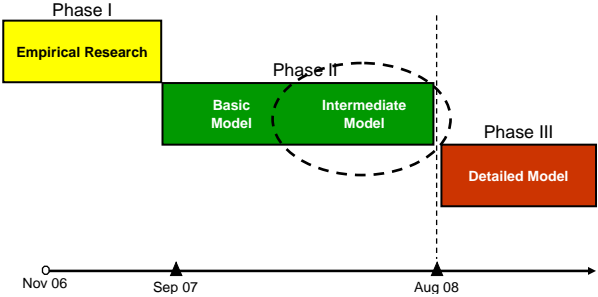 Phase I
Empirical Research
Phase II
Basic
Model
Intermediate
Model
Phase III
Detailed Model
Nov 06
Sep 07
Aug 08